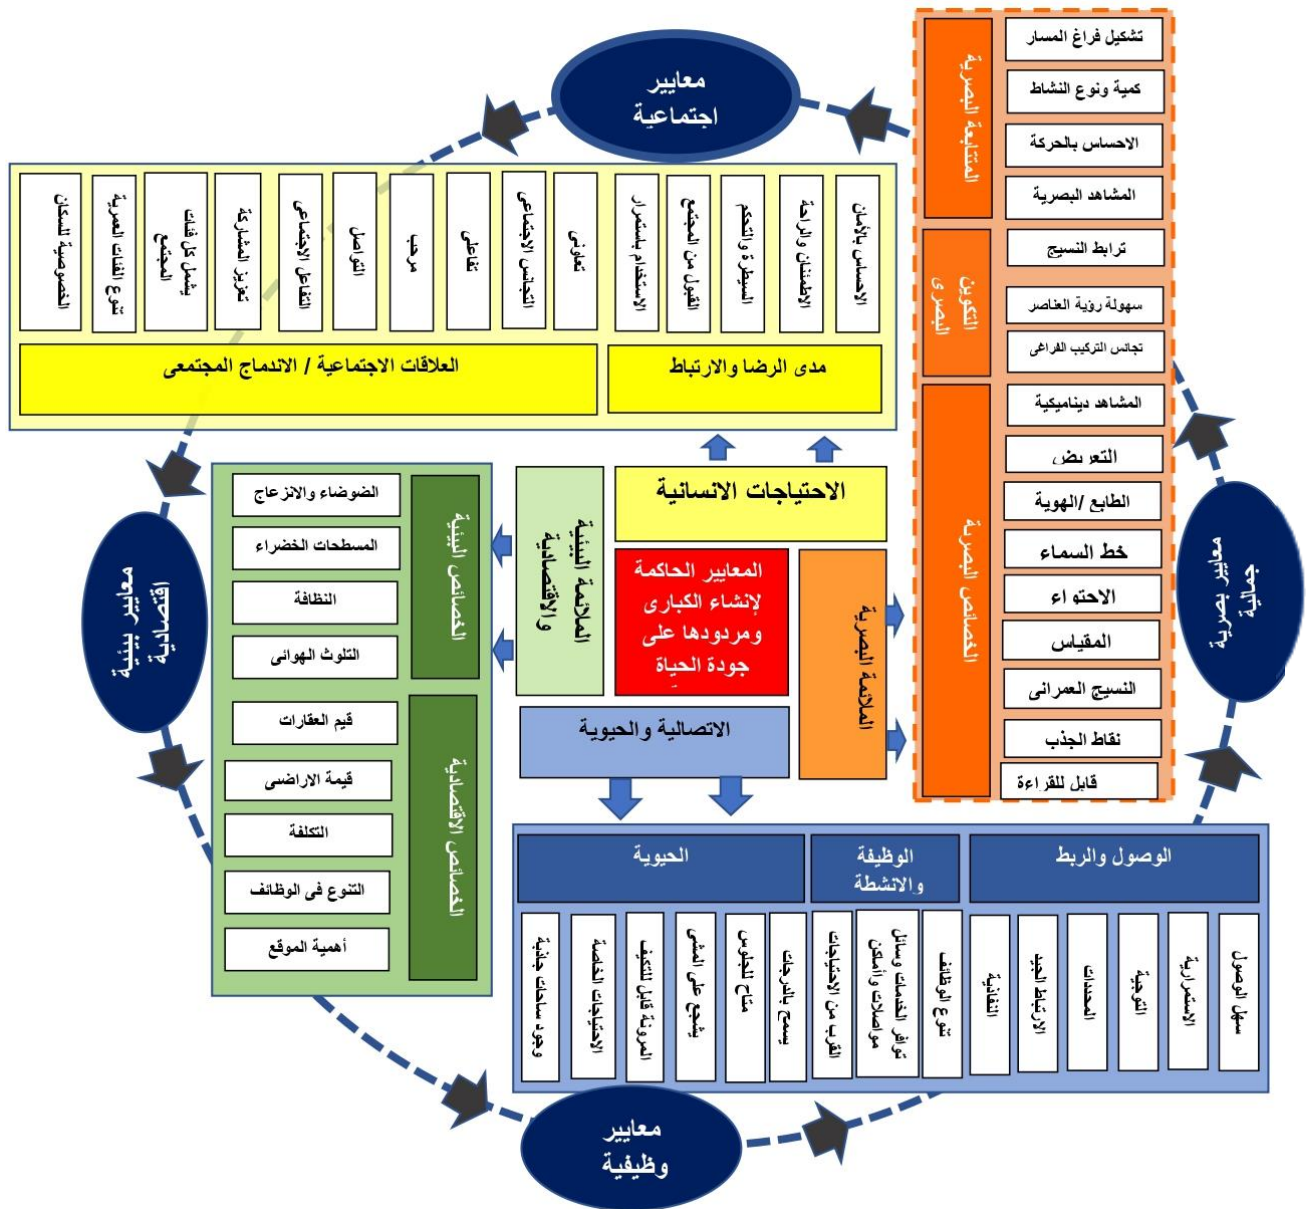 معايير
اجتماعية
تشكيل فراغ المسار
كمية ونوع النشاط
الاحساس بالحركة
المشاهد البصرية
المتتابعة البصرية
ترابط النسيج
سهولة رؤية العناصر
تجانس التركيب الفراغى
التكوين
البصرى
المشاهد ديناميكية
التعريض
الطابع /الهوية
خط السماء
الاحتواء
المقياس
النسيج العمرانى
نقاط الجذب
قابل للقراءة
الخصائص البصرية
معايير بصرية
جمالية
الاحساس بالأمان
الاطمئنان والراحة
السيطرة والتحكم
القبول من المجتمع
الاستخدام باستمرار
تعاونى
التجانس الاجتماعى
تفاعلى
مرحب
التواصل
التفاعل الاجتماعى
تعزيز المشاركة
يشمل كل فئات
المجتمع
تنوع الفئات العمرية
الخصوصية للسكان
مدى الرضا والارتباط
العلاقات الاجتماعية / الاندماج المجتمعى
الاحتياجات الانسانية
الملائمة البيئية
والاقتصادية
المعايير الحاكمة
لإنشاء الكبارى
ومردودها على
جودة الحياة
الملائمة البصرية
الاتصالية والحيوية
الخصائص البيئية
الضوضاء والانزعاج
المسطحات الخضراء
النظافة
التلوث الهوائى
الخصائص الاقتصادية
قيم العقارات
قيمة الاراضى
التكلفة
التنوع فى الوظائف
أهمية الموقع
معايير بيئية
اقتصادية
الوصول والربط
الوظيفة
والانشطة
الحيوية
سهل الوصول
الاستمرارية
التوجية
المحددات
الارتباط الجيد
النفاذية
تنوع الوظائف
توافر الخدمات وسائل
مواصلات وأماكن
القرب من الاحتياجات
يسمح بالدرجات
متاح للجلوس
يشجع على المشى
المرونة قابل للتكيف
الاحتياجات الخاصة
وجود ساحات جاذبة
معايير
وظيفية